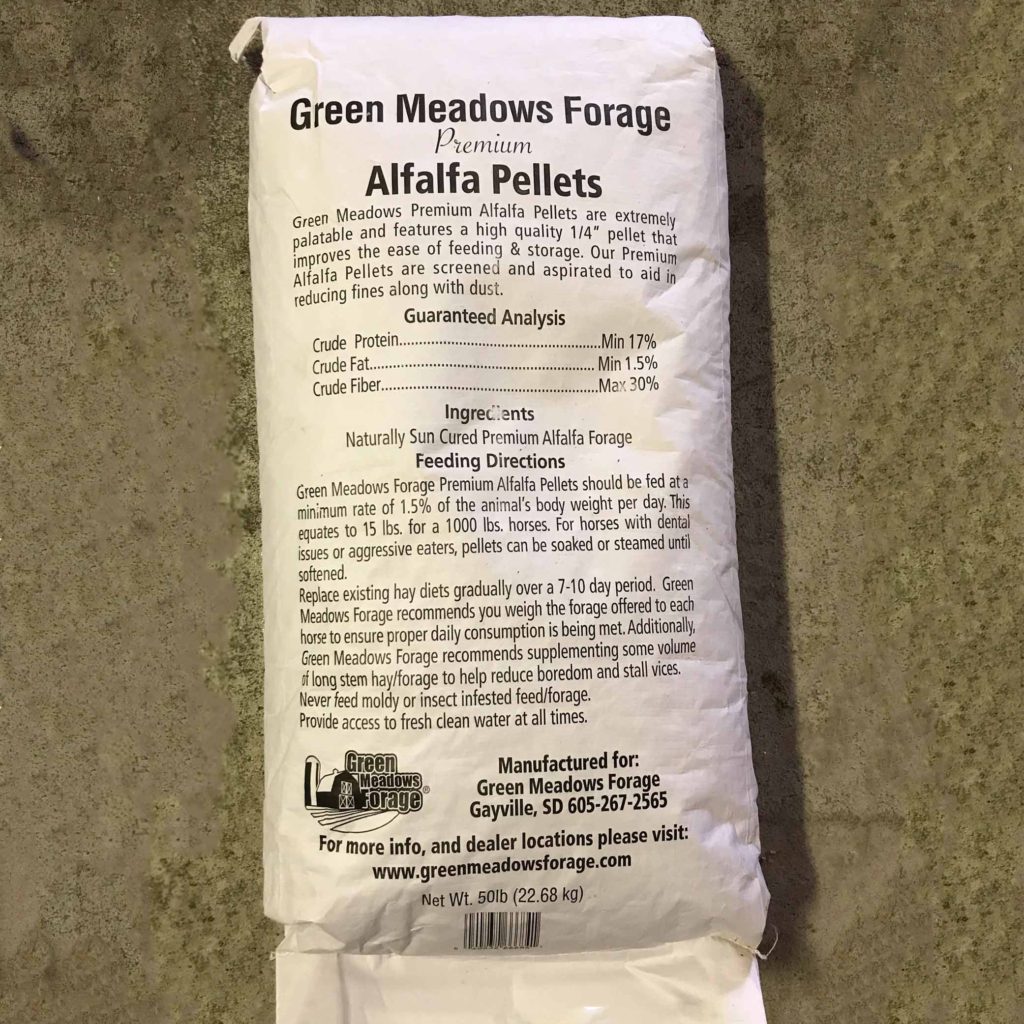 Green Meadows Forage
Premium
Alfalfa Pellets
Green Meadows Premium Alfalfa Pellets are extremely
palatable and features a high quality 1/4" pellet that
improves the ease of feeding & storage. Our Premium
Alfalfa Pellets are screened and aspirated to aid in
reducing fines along with dust.
Guaranteed Analysis
Crude Protein..................................................Min 17%
Crude Fat........................................................ Min 1.5%
Crude Fiber......................................................Max 30%
Ingredients
Naturally Sun Cured Premium Alfalfa Forage
Feeding Directions
Green Meadows Forage Premium Alfalfa Pellets should be fed at a
minimum rate of 1.5% of the animal's body weight per day. This
equates to 15 lbs. for a 1000 lbs. horses. For horses with dental
issues or aggressive eaters, pellets can be soaked or steamed until
softened.
Replace existing hay diets gradually over a 7-10 day period. Green
Meadows Forage recommends you weigh the forage offered to each
horse to ensure proper daily consumption is being met. Additionally,
Green Meadows Forage recommends supplementing some volume
of long stem hay/forage to help reduce boredom and stall vices.
Never feed moldy or insect infested feed/forage.
Provide access to fresh clean water at all times.
Green
Meadows
Forage®
Manufactured for:
Green Meadows Forage
Gayville, SD 605-267-2565
For more info, and dealer locations please visit:
www.greenmeadowsforage.com
Net Wt. 50lb (22.68 kg)